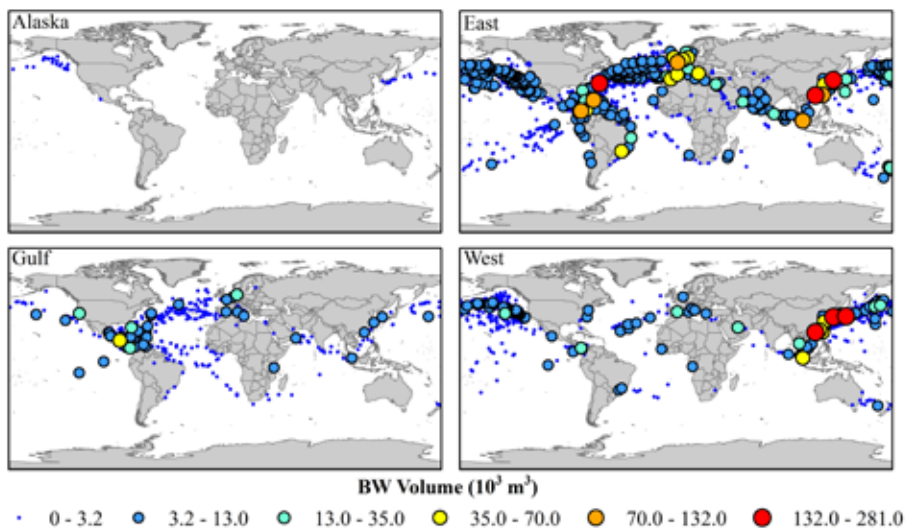 Alaska
East
Gulf
West
BW Volume (10³ m³)
0 - 3.2 3.2 - 13.0 13.0 - 35.0 35.0 - 70.0 70.0 - 132.0 132.0 - 281.0